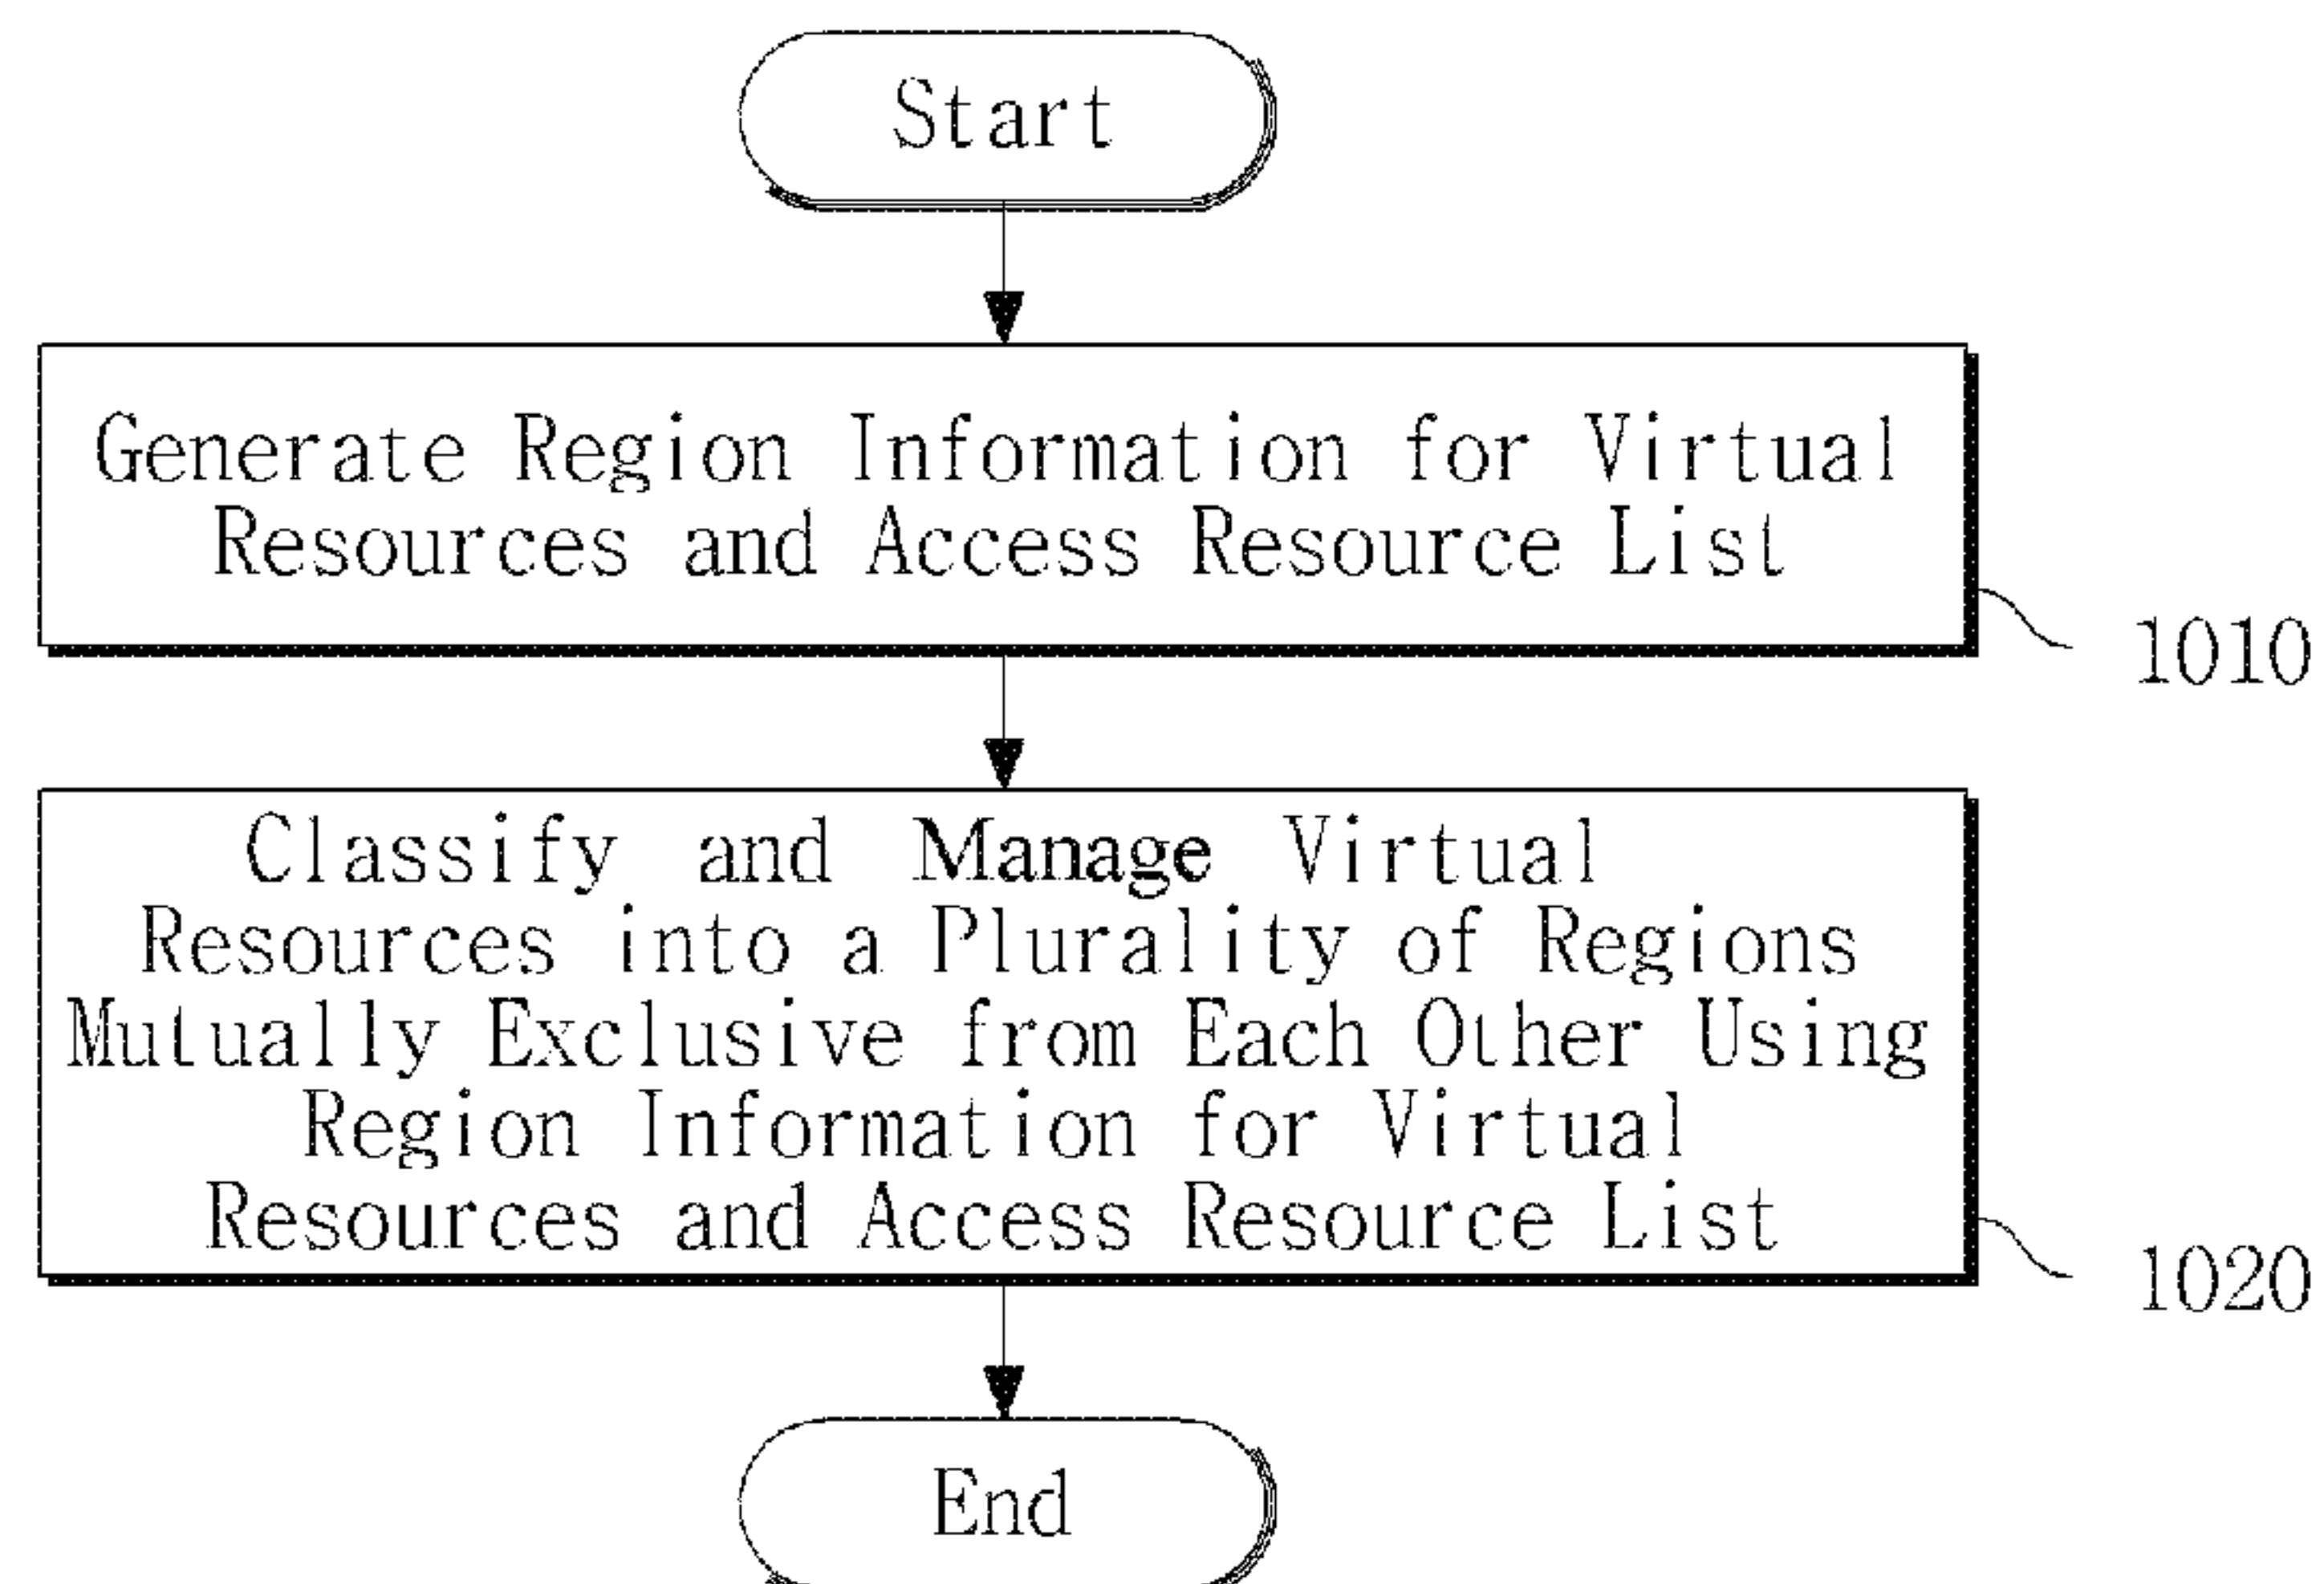 Start
Generate Region Information for Virtual
Resources and Access Resource List
1010
Classify and Manage Virtual
Resources into a Plurality of Regions
Mutually Exclusive from Each Other Using
Region Information for Virtual
Resources and Access Resource List
1020
End